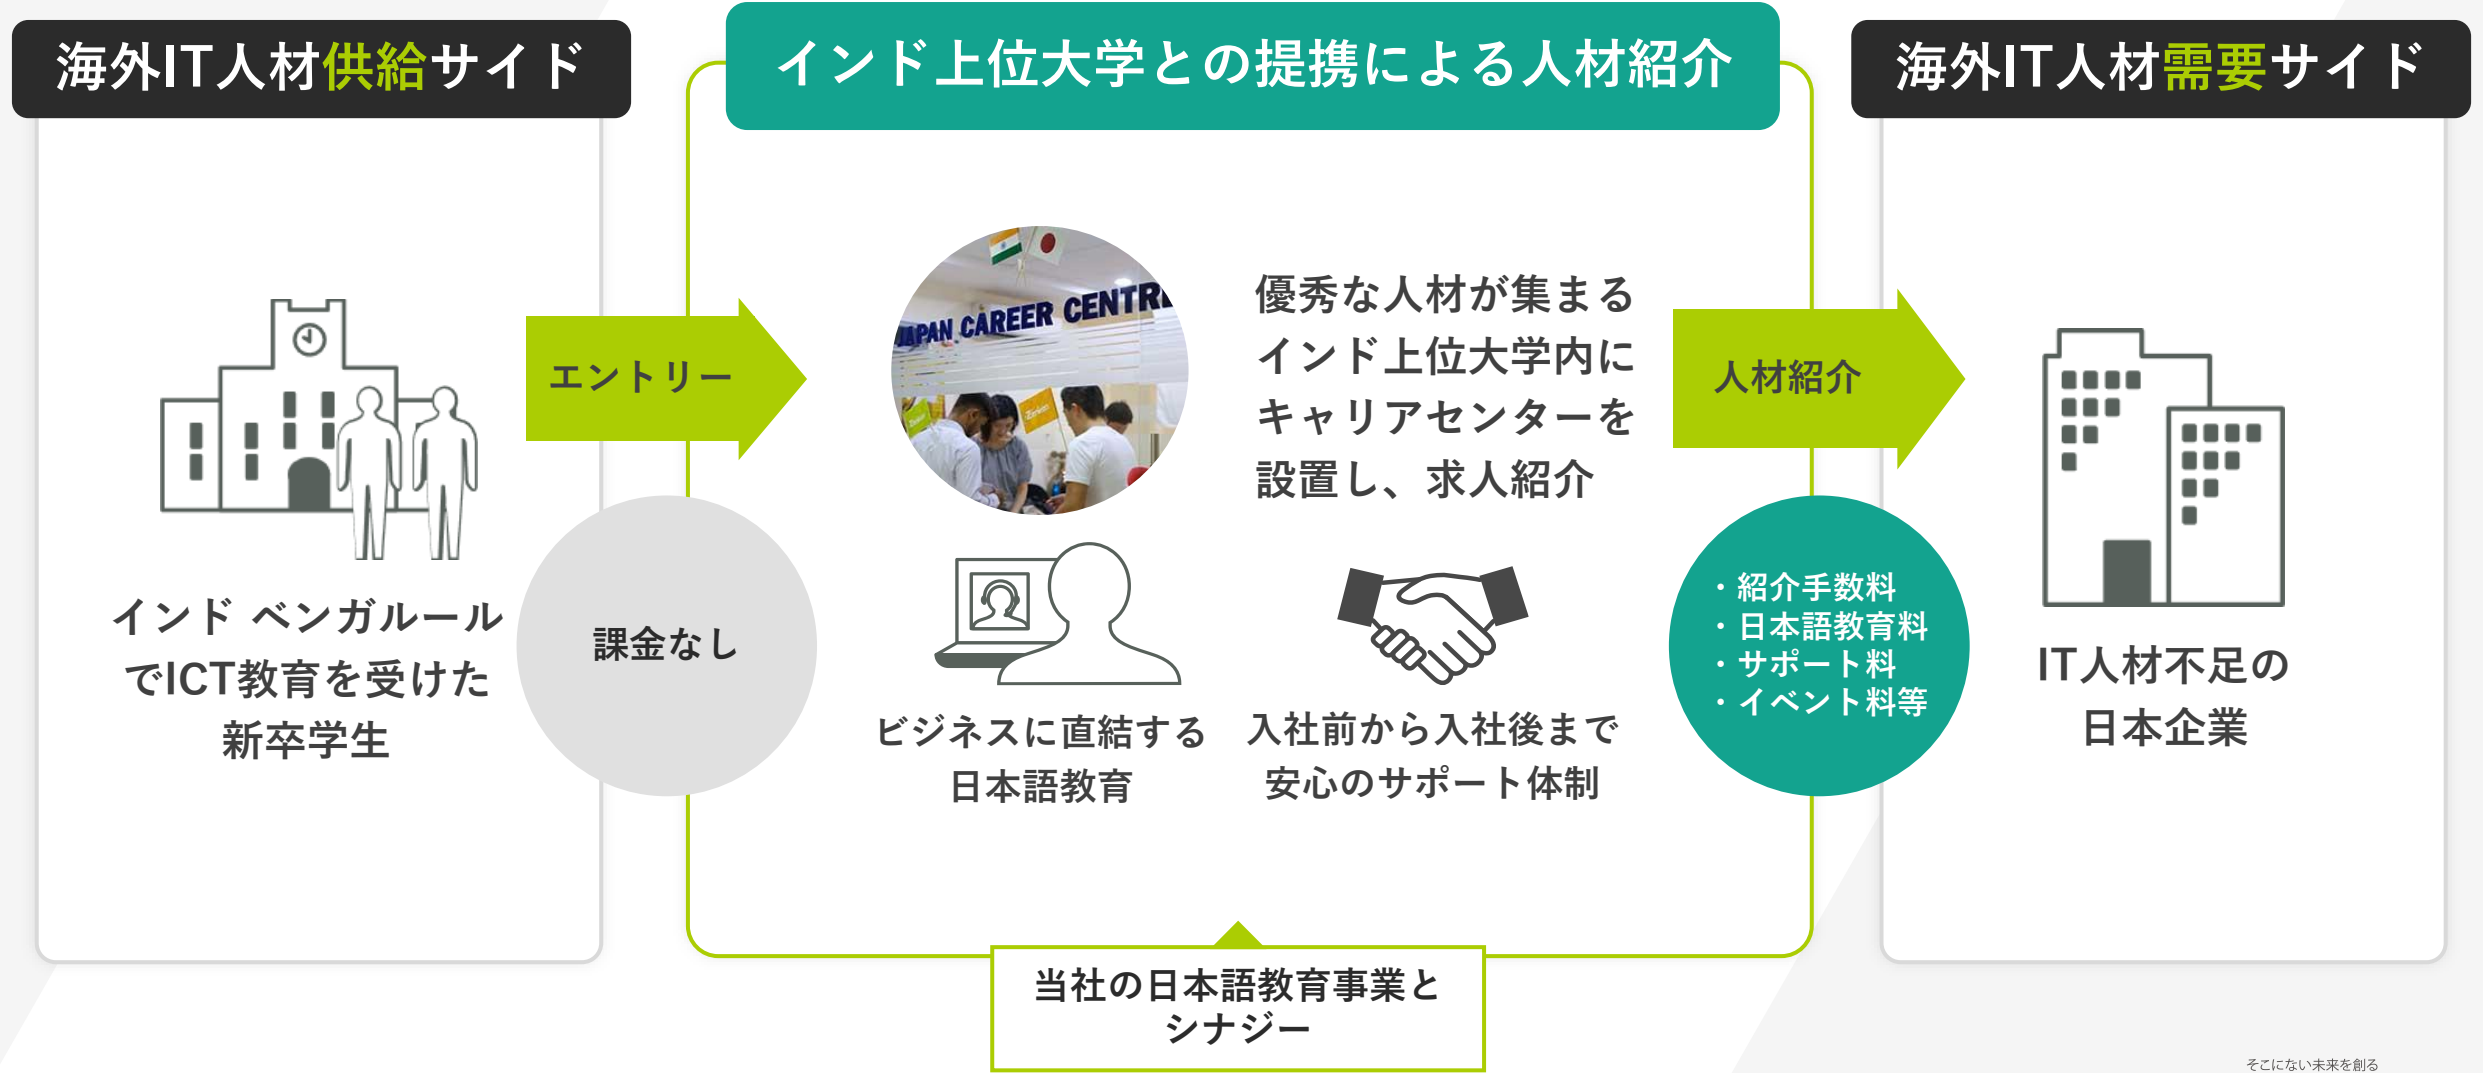 海外IT人材供給サイド
インド上位大学との提携による人材紹介
海外IT人材需要サイド
インド ベンガルール
でICT教育を受けた
新卒学生
エントリー
課金なし
JAPAN CAREER CENTRE
優秀な人材が集まる
インド上位大学内に
キャリアセンターを
設置し、求人紹介
ビジネスに直結する
日本語教育
入社前から入社後まで
安心のサポート体制
人材紹介
・紹介手数料
・日本語教育料
・サポート料
・イベント料等
IT人材不足の
日本企業
当社の日本語教育事業と
シナジー
そこにない未来を創る